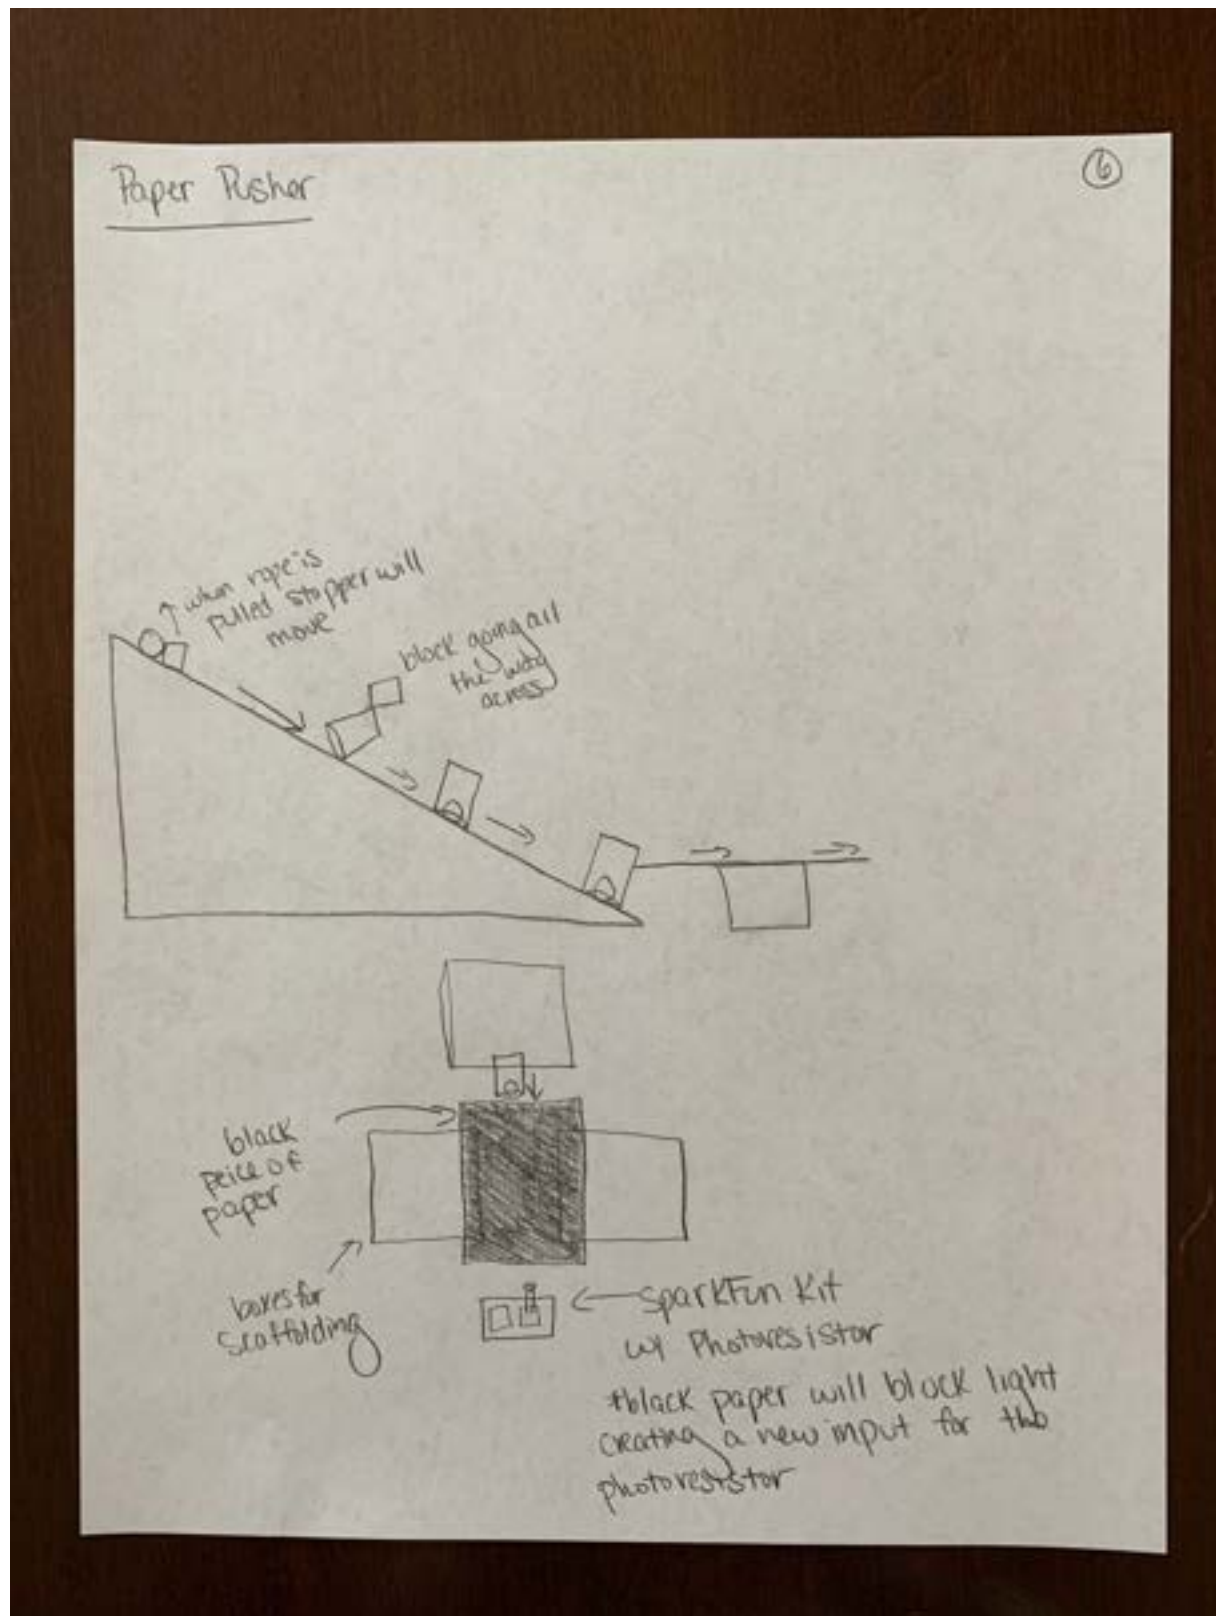 Paper Pusher
6
when rope is
pulled stopper will
move
block going all
the way
across
black
peice of
paper
boxes for
scaffolding
SparkFun Kit
w/ Photoresistor
*black paper will block light
creating a new input for the
photoresistor